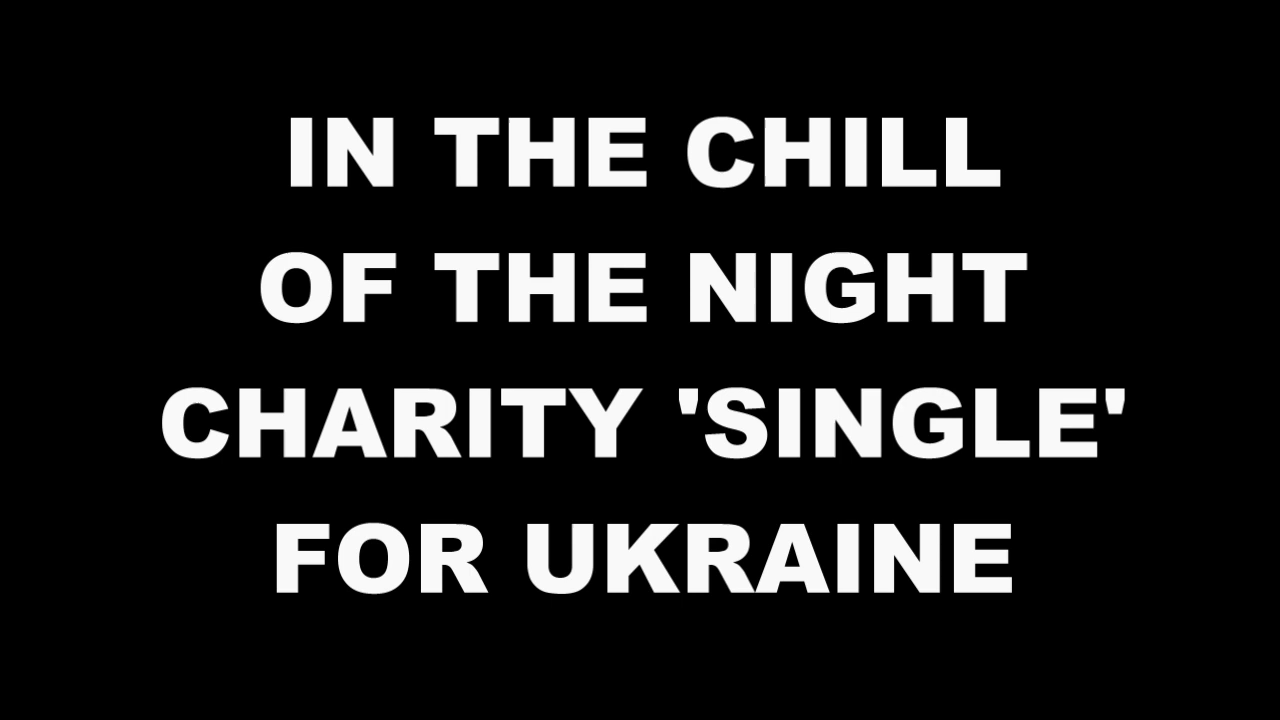 IN THE CHILL
OF THE NIGHT
CHARITY 'SINGLE'
FOR UKRAINE